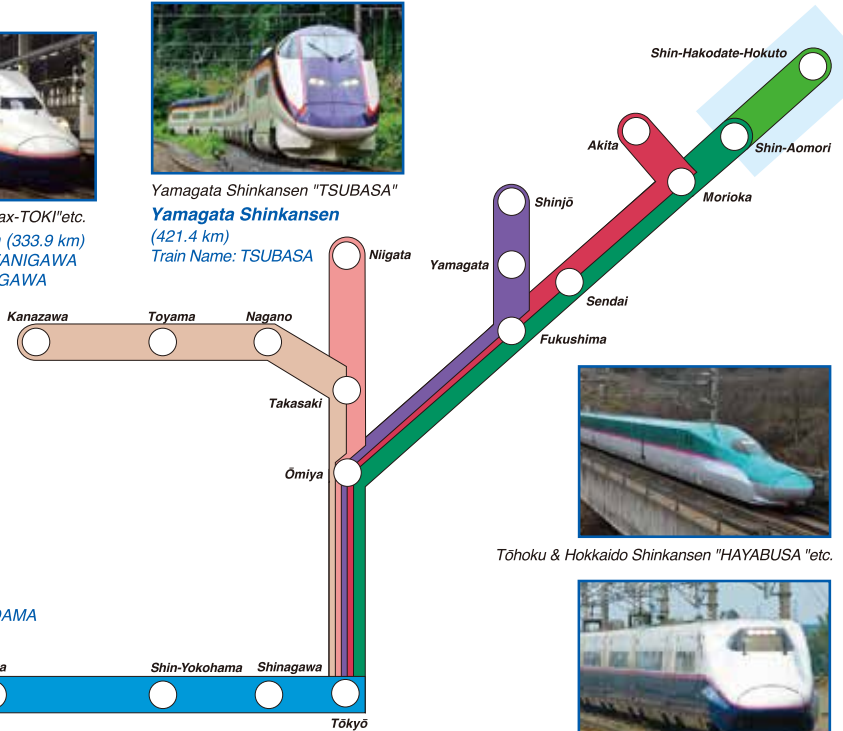 Shin-Hakodate-Hokuto
Akita
Shin-Aomori
Yamagata Shinkansen "TSUBASA"
Morioka
ax-TOKI"etc.
Yamagata Shinkansen
Shinjō
(333.9 km)
(421.4 km)
ANIGAWA
Train Name: TSUBASA
Niigata
Yamagata
GAWA
Sendai
Kanazawa
Toyama
Nagano
Fukushima
Takasaki
Ōmiya
Tōhoku & Hokkaido Shinkansen "HAYABUSA "etc.
DAMA
a
Shin-Yokohama
Shinagawa
Tōkyō